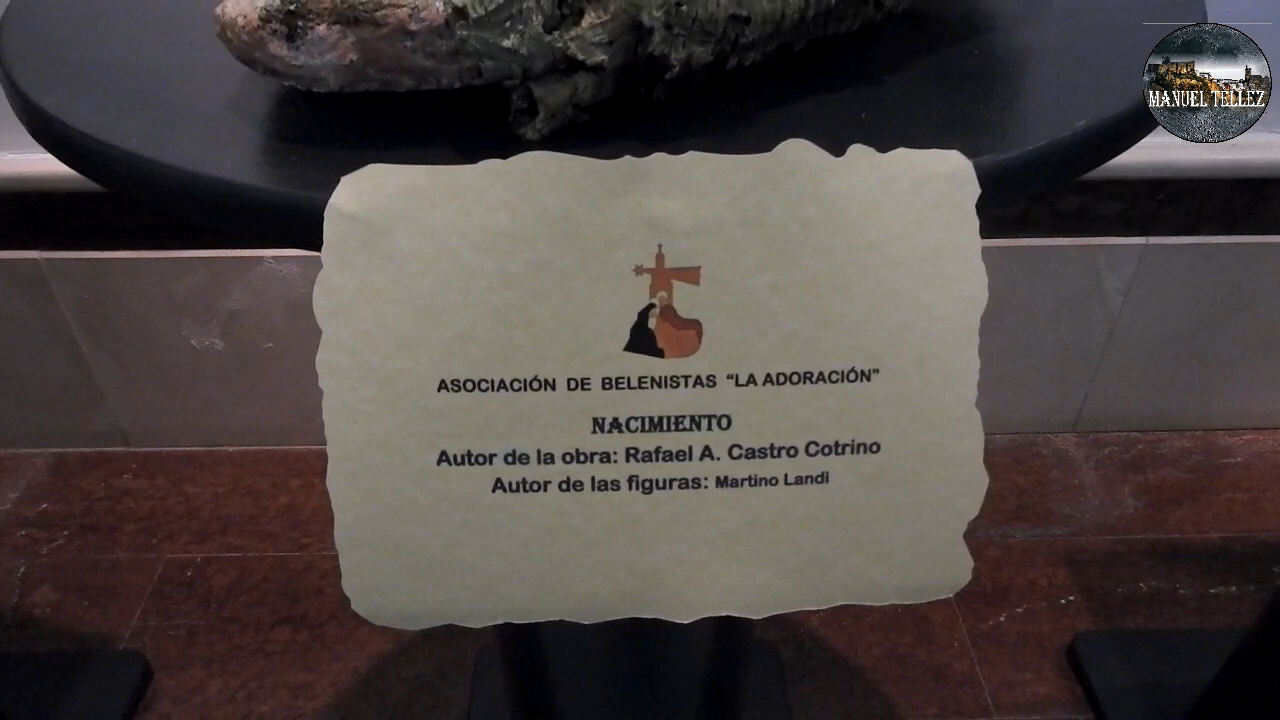 MANUEL TELLEZ
ASOCIACIÓN DE BELENISTAS “LA ADORACIÓN”
NACIMIENTO
Autor de la obra: Rafael A. Castro Cotrino
Autor de las figuras: Martino Landi